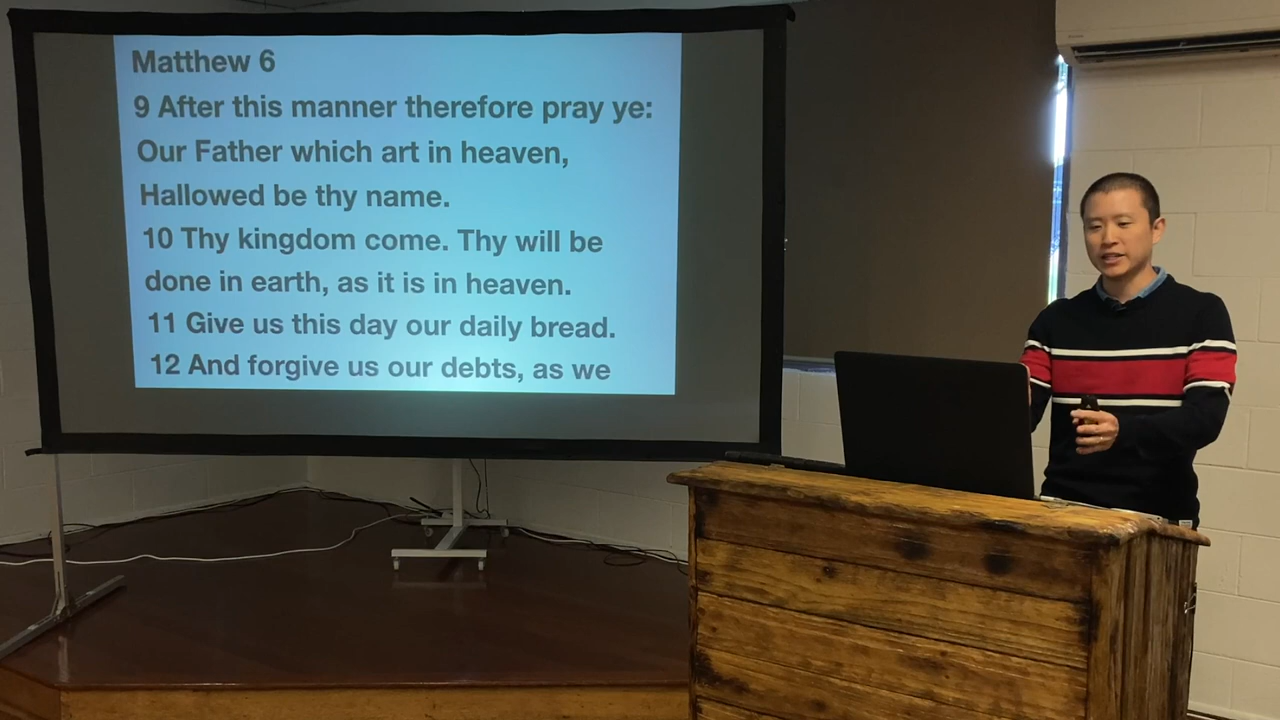 Matthew 6
9 After this manner therefore pray ye:
Our Father which art in heaven,
Hallowed be thy name.
10 Thy kingdom come. Thy will be
done in earth, as it is in heaven.
11 Give us this day our daily bread.
12 And forgive us our debts, as we